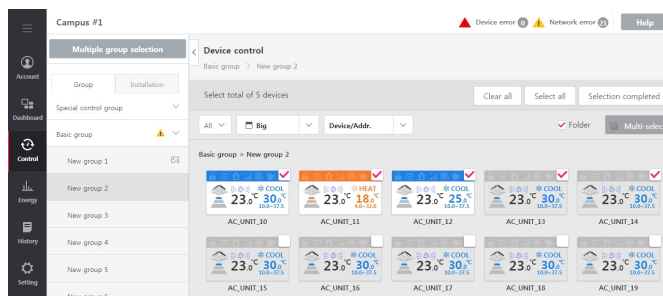 Campus #1
Device error 0
Network error 21
Help
Multiple group selection
Device control
Basic group > New group 2
Account
Group
Installation
Select total of 5 devices
Clear all
Select all
Selection completed
Special control group
Dashboard
Basic group
All
Big
Device/Addr.
Folder
Multi-selec
Control
New group 1
Basic group > New group 2
COOL
23.0°C 30.0°C
10.0~37.5
AC_UNIT_10
HEAT
23.0°C 18.0°C
4.0~32.0
AC_UNIT_11
COOL
23.0°C 25.0°C
10.0~37.5
AC_UNIT_12
COOL
23.0°C 30.0°C
10.0~37.5
AC_UNIT_13
COOL
23.0°C 30.0°C
10.0~37.5
AC_UNIT_14
New group 2
Energy
New group 3
History
New group 4
COOL
23.0°C 30.0°C
10.0~37.5
AC_UNIT_15
COOL
23.0°C 30.0°C
10.0~37.5
AC_UNIT_16
COOL
23.0°C 30.0°C
10.0~37.5
AC_UNIT_17
COOL
23.0°C 30.0°C
10.0~37.5
AC_UNIT_18
COOL
23.0°C 30.0°C
10.0~37.5
AC_UNIT_19
New group 5
Setting
New group 6